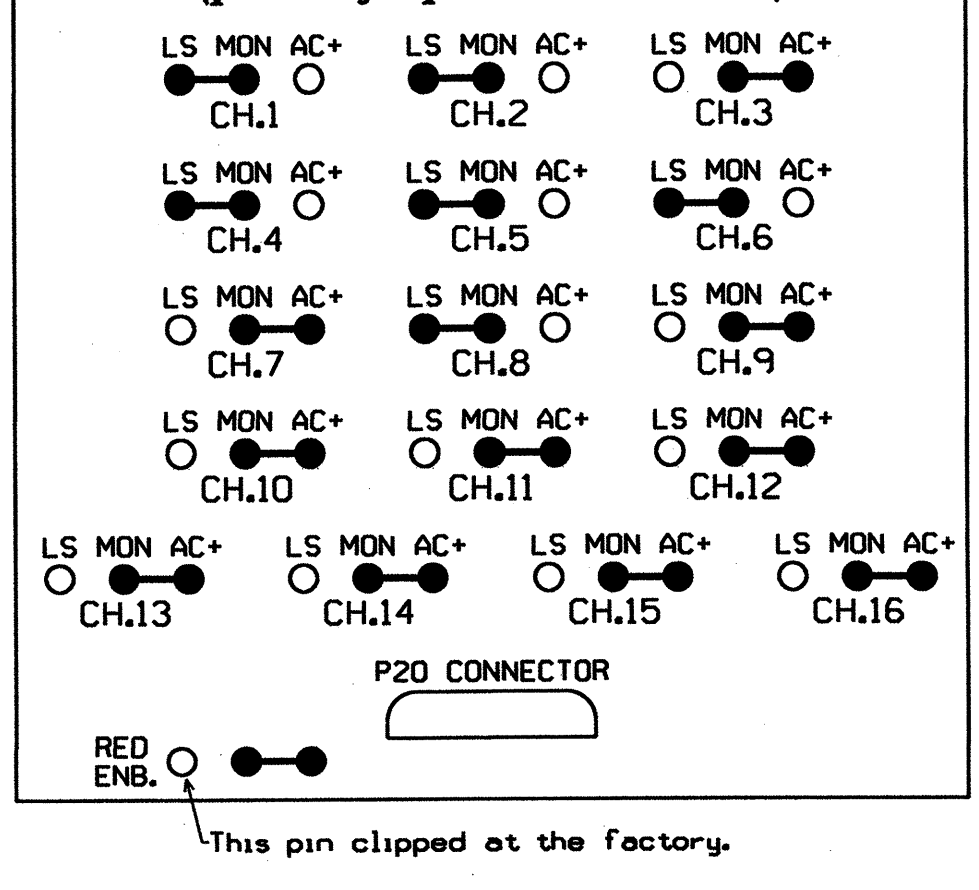 LS MON AC+ LS MON AC+ LS MON AC+
CH.1 CH.2 CH.3
LS MON AC+ LS MON AC+ LS MON AC+
CH.4 CH.5 CH.6
LS MON AC+ LS MON AC+ LS MON AC+
CH.7 CH.8 CH.9
LS MON AC+ LS MON AC+ LS MON AC+
CH.10 CH.11 CH.12
LS MON AC+ LS MON AC+ LS MON AC+ LS MON AC+
CH.13 CH.14 CH.15 CH.16
P20 CONNECTOR
RED
ENB.
This pin clipped at the factory.